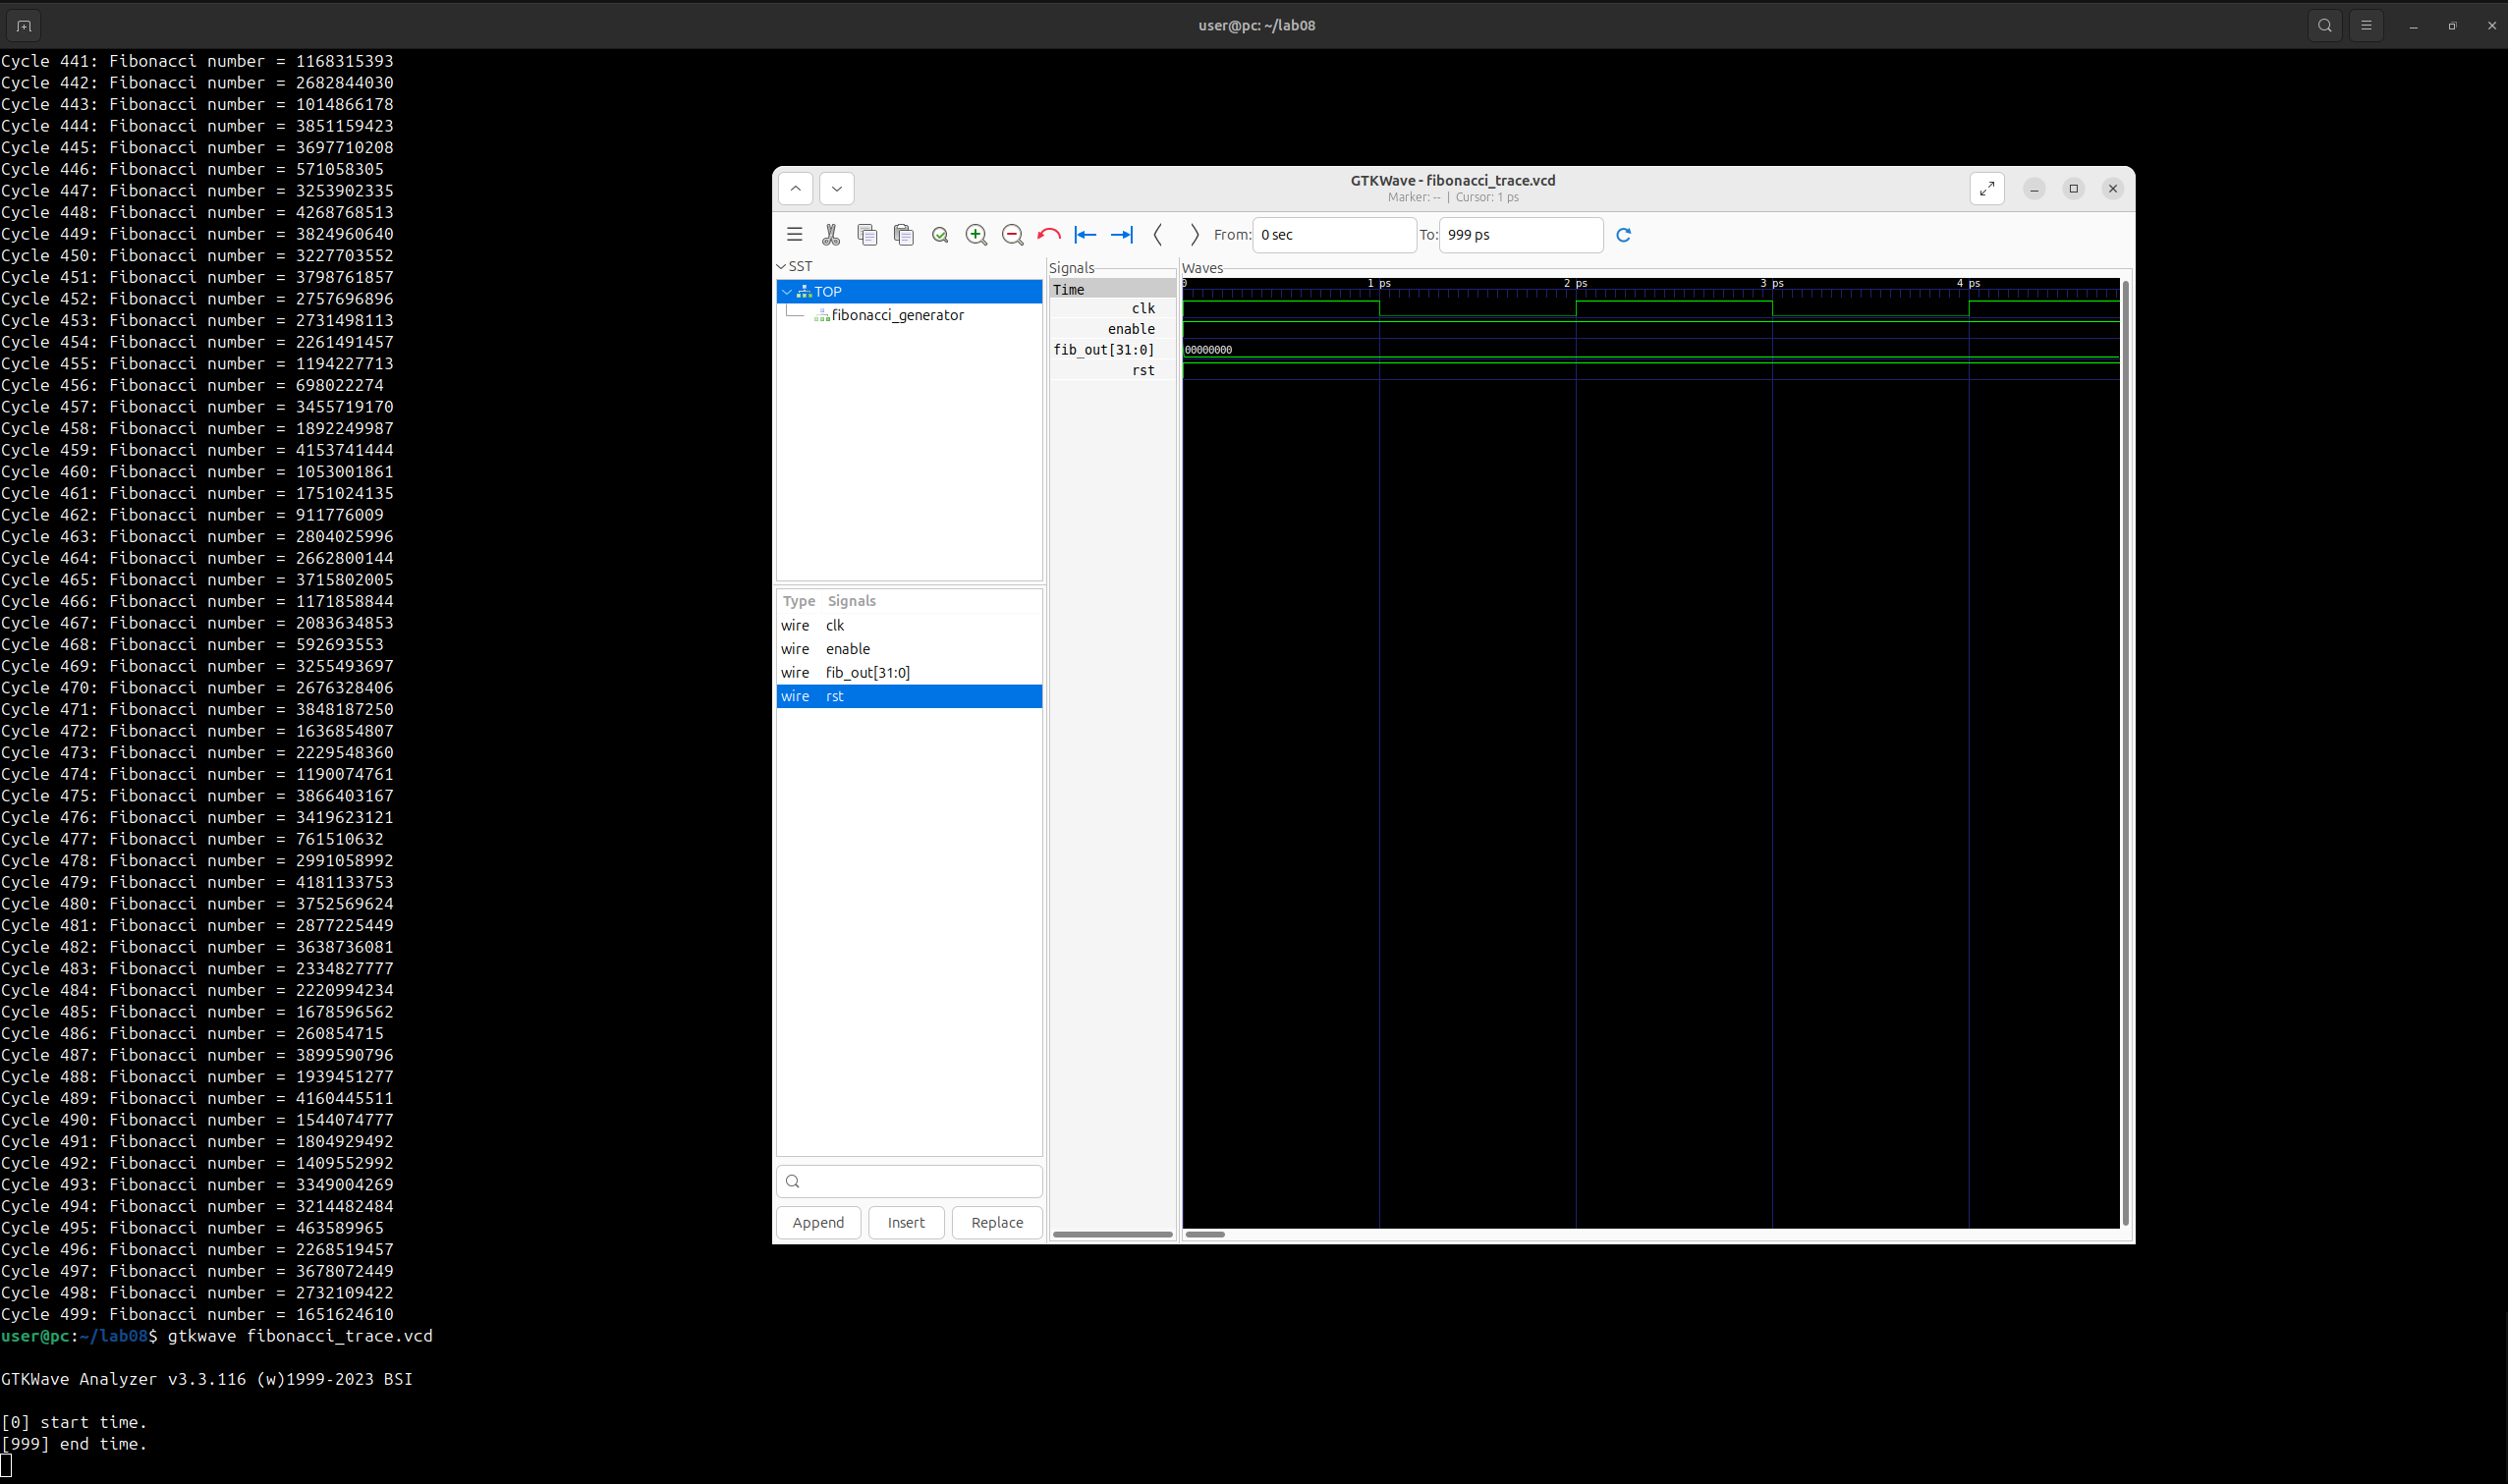 user@pc: ~/lab08
Cycle 441: Fibonacci number = 1168315393
Cycle 442: Fibonacci number = 2682844030
Cycle 443: Fibonacci number = 1014866178
Cycle 444: Fibonacci number = 3851159423
Cycle 445: Fibonacci number = 3697710208
Cycle 446: Fibonacci number = 571058305
Cycle 447: Fibonacci number = 3253902335
Cycle 448: Fibonacci number = 4268768513
Cycle 449: Fibonacci number = 3824960640
Cycle 450: Fibonacci number = 3227703552
Cycle 451: Fibonacci number = 3798761857
Cycle 452: Fibonacci number = 2757696896
Cycle 453: Fibonacci number = 2731498113
Cycle 454: Fibonacci number = 2261491457
Cycle 455: Fibonacci number = 1194227713
Cycle 456: Fibonacci number = 698022274
Cycle 457: Fibonacci number = 3455719170
Cycle 458: Fibonacci number = 1892249987
Cycle 459: Fibonacci number = 4153741444
Cycle 460: Fibonacci number = 1053001861
Cycle 461: Fibonacci number = 1751024135
Cycle 462: Fibonacci number = 911776009
Cycle 463: Fibonacci number = 2804025996
Cycle 464: Fibonacci number = 2662800144
Cycle 465: Fibonacci number = 3715802005
Cycle 466: Fibonacci number = 1171858844
Cycle 467: Fibonacci number = 2083634853
Cycle 468: Fibonacci number = 592693553
Cycle 469: Fibonacci number = 3255493697
Cycle 470: Fibonacci number = 2676328406
Cycle 471: Fibonacci number = 3848187250
Cycle 472: Fibonacci number = 1636854807
Cycle 473: Fibonacci number = 2229548360
Cycle 474: Fibonacci number = 1190074761
Cycle 475: Fibonacci number = 3866403167
Cycle 476: Fibonacci number = 3419623121
Cycle 477: Fibonacci number = 761510632
Cycle 478: Fibonacci number = 2991058992
Cycle 479: Fibonacci number = 4181133753
Cycle 480: Fibonacci number = 3752569624
Cycle 481: Fibonacci number = 2877225449
Cycle 482: Fibonacci number = 3638736081
Cycle 483: Fibonacci number = 2334827777
Cycle 484: Fibonacci number = 2220994234
Cycle 485: Fibonacci number = 1678596562
Cycle 486: Fibonacci number = 260854715
Cycle 487: Fibonacci number = 3899590796
Cycle 488: Fibonacci number = 1939451277
Cycle 489: Fibonacci number = 4160445511
Cycle 490: Fibonacci number = 1544074777
Cycle 491: Fibonacci number = 1804929492
Cycle 492: Fibonacci number = 1409552992
Cycle 493: Fibonacci number = 3349004269
Cycle 494: Fibonacci number = 3214482484
Cycle 495: Fibonacci number = 463589965
Cycle 496: Fibonacci number = 2268519457
Cycle 497: Fibonacci number = 3678072449
Cycle 498: Fibonacci number = 2732109422
Cycle 499: Fibonacci number = 1651624610
user@pc:~/lab08$ gtkwave fibonacci_trace.vcd
GTKWave Analyzer v3.3.116 (w)1999-2023 BSI
[0] start time.
[999] end time.
GTKWave - fibonacci_trace.vcd
Marker: -- | Cursor: 1 ps
From: 0 sec To: 999 ps
SST
TOP
fibonacci_generator
Type Signals
wire clk
wire enable
wire fib_out[31:0]
wire rst
Append Insert Replace
Signals
Time
clk
enable
fib_out[31:0]
rst
Waves
0 1 ps 2 ps 3 ps 4 ps
00000000